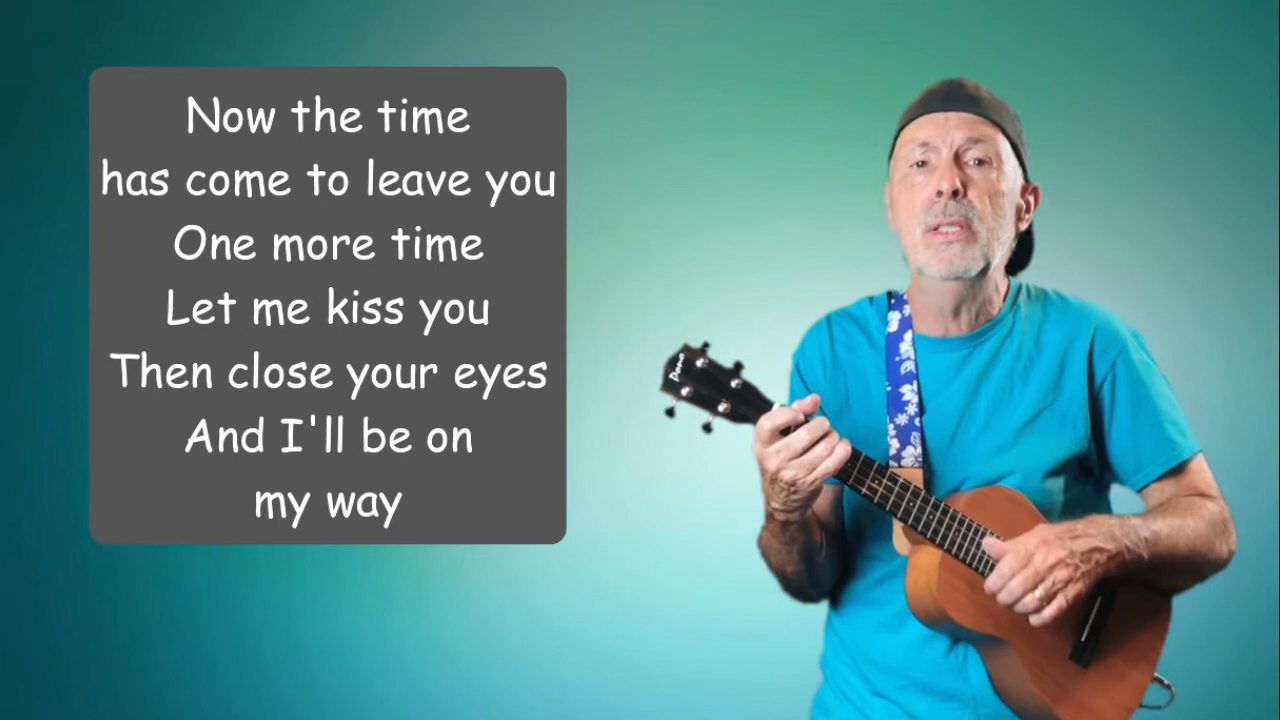 Now the time
has come to leave you
One more time
Let me kiss you
Then close your eyes
And I'll be on
my way
Pono